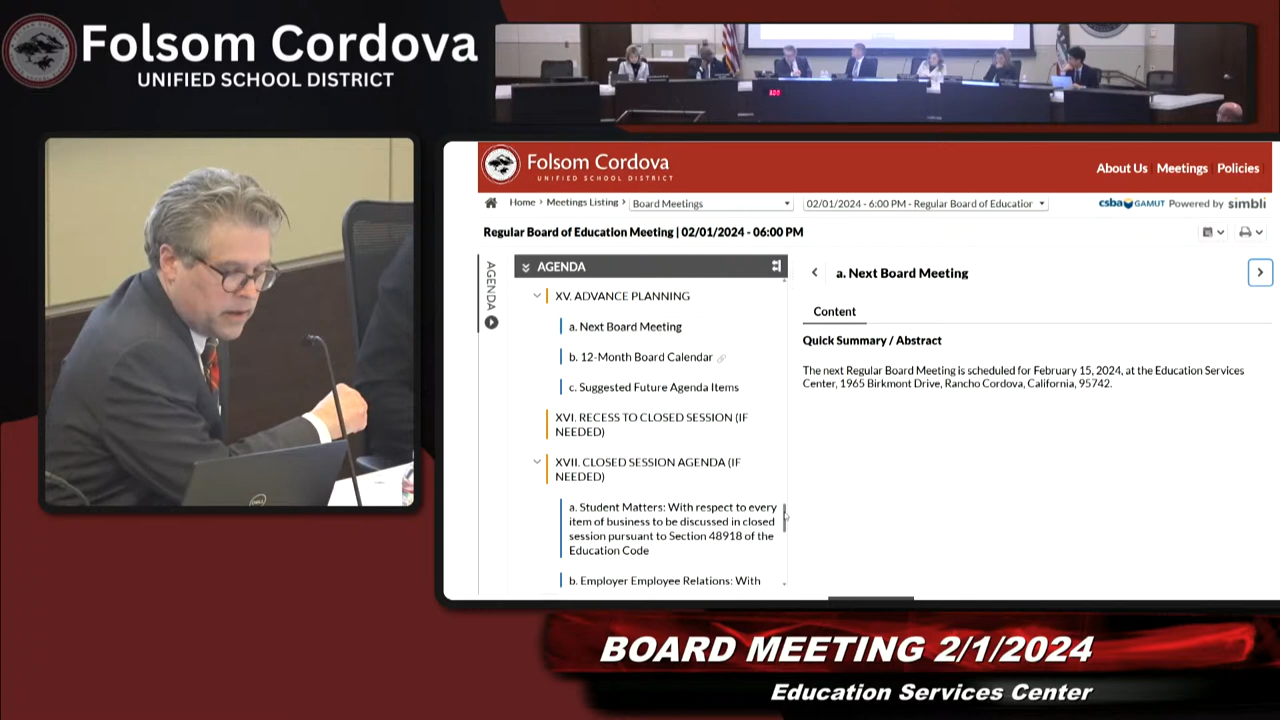 Folsom Cordova
UNIFIED SCHOOL DISTRICT
Folsom Cordova
UNIFIED SCHOOL DISTRICT
About Us Meetings Policies
Home > Meetings Listing > Board Meetings
02/01/2024 - 6:00 PM - Regular Board of Educatior
csba GAMUT Powered by simbli
Regular Board of Education Meeting | 02/01/2024 - 06:00 PM
AGENDA
AGENDA
XV. ADVANCE PLANNING
a. Next Board Meeting
b. 12-Month Board Calendar
c. Suggested Future Agenda Items
XVI. RECESS TO CLOSED SESSION (IF
NEEDED)
XVII. CLOSED SESSION AGENDA (IF
NEEDED)
a. Student Matters: With respect to every
item of business to be discussed in closed
session pursuant to Section 48918 of the
Education Code
b. Employer Employee Relations: With
a. Next Board Meeting
Content
Quick Summary / Abstract
The next Regular Board Meeting is scheduled for February 15, 2024, at the Education Services
Center, 1965 Birkmont Drive, Rancho Cordova, California, 95742.
DELL
BOARD MEETING 2/1/2024
Education Services Center